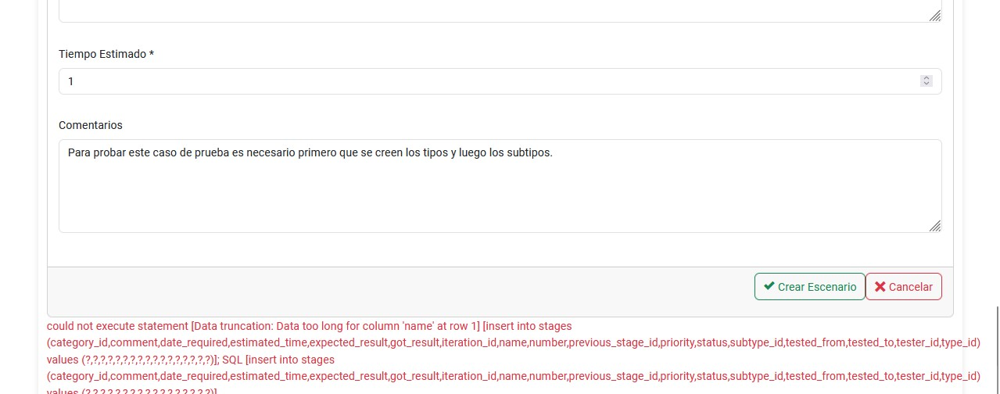 Tiempo Estimado *
1
Comentarios
Para probar este caso de prueba es necesario primero que se creen los tipos y luego los subtipos.
Crear Escenario
Cancelar
could not execute statement [Data truncation: Data too long for column 'name' at row 1] [insert into stages
(category_id,comment,date_required,estimated_time,expected_result,got_result,iteration_id,name,number,previous_stage_id,priority,status,subtype_id,tested_from,tested_to,tester_id,type_id)
values (?,?,?,?,?,?,?,?,?,?,?,?,?,?,?,?,?)]; SQL [insert into stages
(category_id,comment,date_required,estimated_time,expected_result,got_result,iteration_id,name,number,previous_stage_id,priority,status,subtype_id,tested_from,tested_to,tester_id,type_id)
values (?,?,?,?,?,?,?,?,?,?,?,?,?,?,?,?,?)]